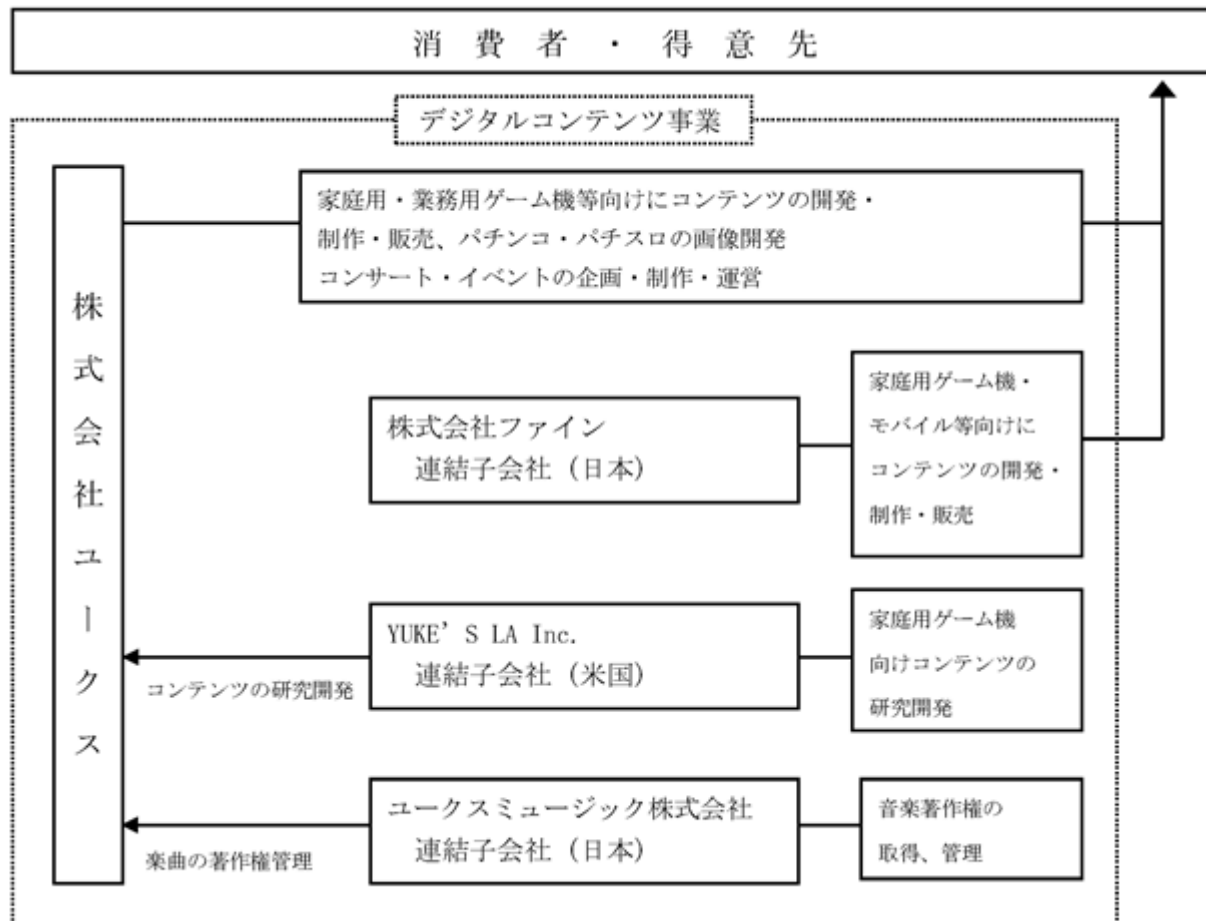 消費者・得意先
デジタルコンテンツ事業
株式会社ユークス
家庭用・業務用ゲーム機等向けにコンテンツの開発・
制作・販売、パチンコ・パチスロの画像開発
コンサート・イベントの企画・制作・運営
株式会社ファイン
連結子会社（日本）
家庭用ゲーム機・
モバイル等向けに
コンテンツの開発・
制作・販売
YUKE’S LA Inc.
連結子会社（米国）
コンテンツの研究開発
家庭用ゲーム機
向けコンテンツの
研究開発
ユークスミュージック株式会社
連結子会社（日本）
楽曲の著作権管理
音楽著作権の
取得、管理